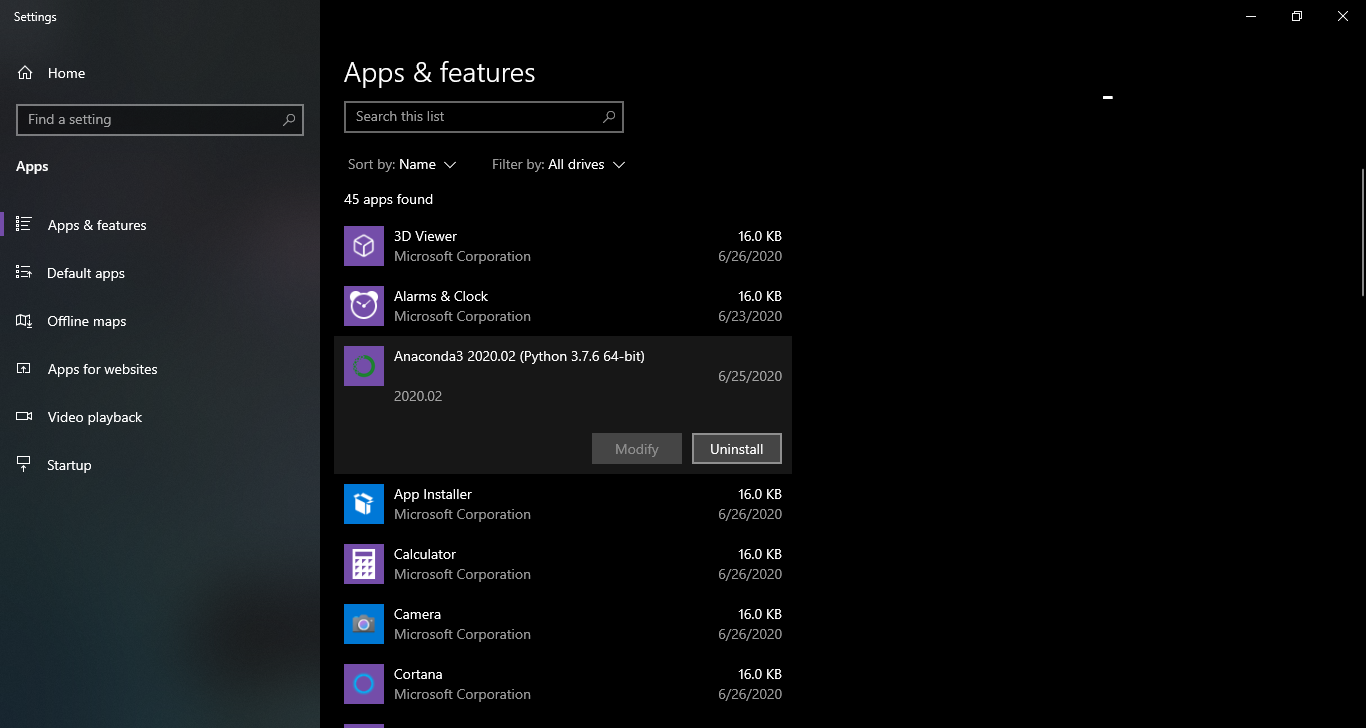 Settings
Home
Find a setting
Apps
Apps & features
Default apps
Offline maps
Apps for websites
Video playback
Startup
Apps & features
Search this list
Sort by: Name
Filter by: All drives
45 apps found
3D Viewer 16.0 KB
Microsoft Corporation 6/26/2020
Alarms & Clock 16.0 KB
Microsoft Corporation 6/23/2020
Anaconda3 2020.02 (Python 3.7.6 64-bit)
6/25/2020
2020.02
Modify Uninstall
App Installer 16.0 KB
Microsoft Corporation 6/26/2020
Calculator 16.0 KB
Microsoft Corporation 6/26/2020
Camera 16.0 KB
Microsoft Corporation 6/26/2020
Cortana 16.0 KB
Microsoft Corporation 6/26/2020